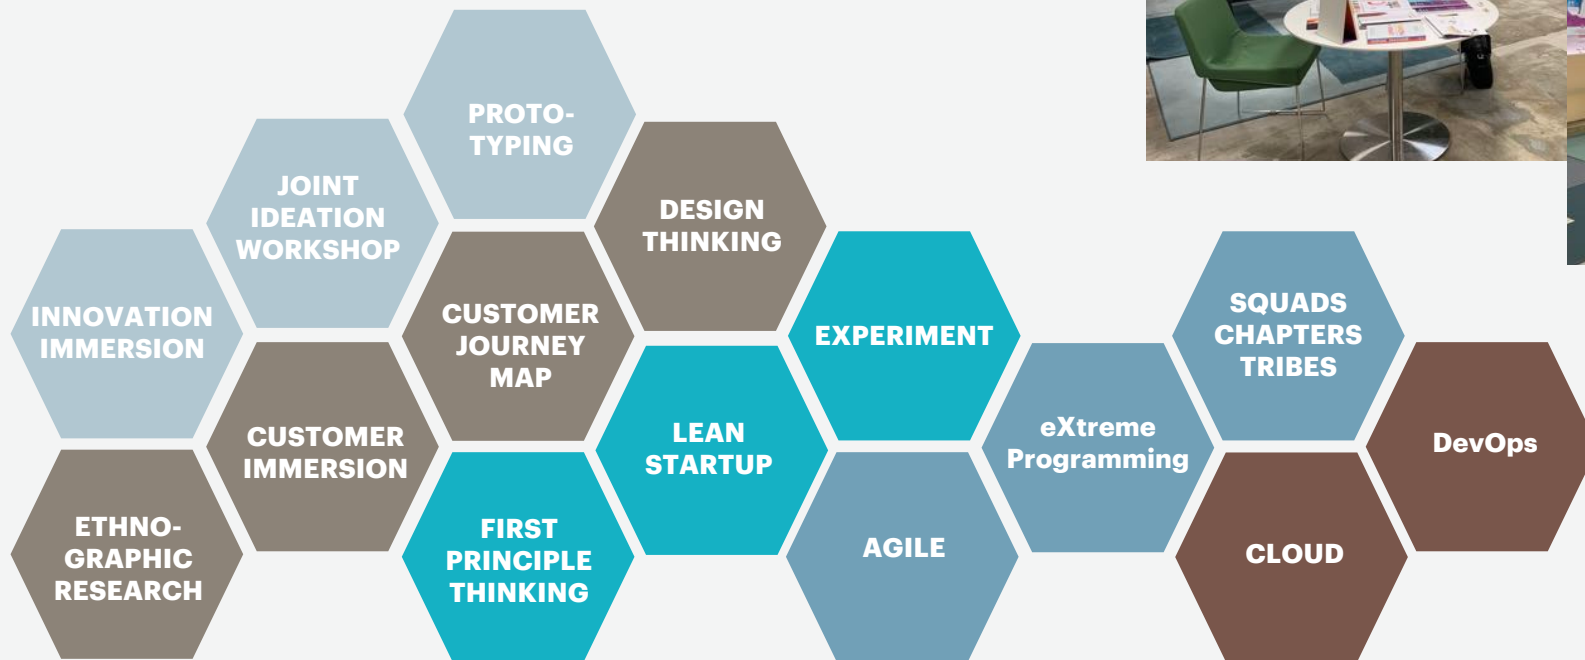 PROTO-
TYPING
JOINT
IDEATION
WORKSHOP
DESIGN
THINKING
INNOVATION
IMMERSION
CUSTOMER
JOURNEY
MAP
EXPERIMENT
SQUADS
CHAPTERS
TRIBES
CUSTOMER
IMMERSION
LEAN
STARTUP
eXtreme
Programming
DevOps
ETHNO-
GRAPHIC
RESEARCH
FIRST
PRINCIPLE
THINKING
AGILE
CLOUD